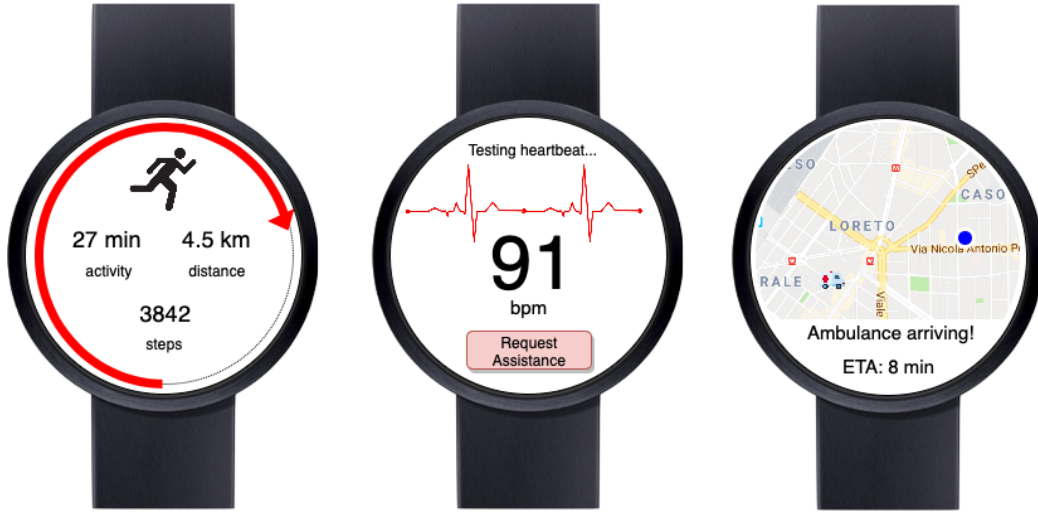 27 min
activity
4.5 km
distance
3842
steps
Testing heartbeat...
91
bpm
Request
Assistance
SPe
CASO
LORETO
Via Nicola Antonio P
RALE
Viale
Ambulance arriving!
ETA: 8 min